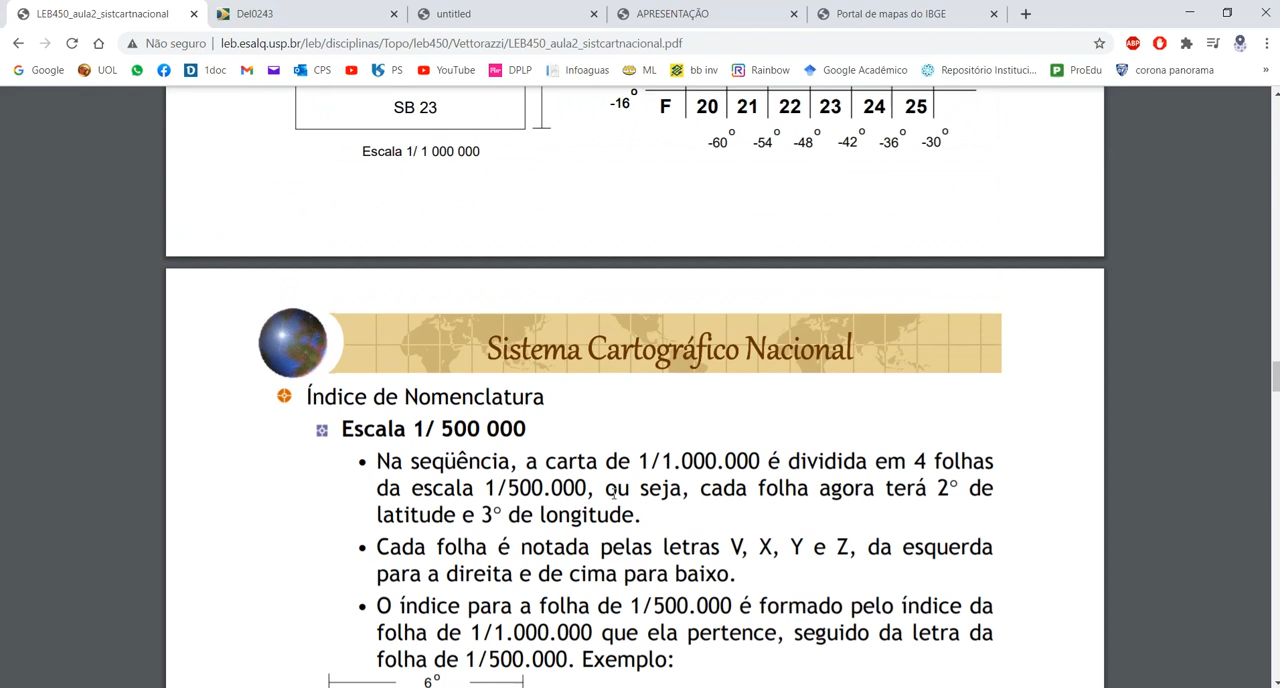 LEB450_aula2_sistcartnacional
Del0243
untitled
APRESENTAÇÃO
Portal de mapas do IBGE
Não seguro
leb.esalq.usp.br/leb/disciplinas/Topo/leb450/Vettorazzi/LEB450_aula2_sistcartnacional.pdf
ABP
Google
UOL
1doc
CPS
PS
YouTube
DPLP
Infoaguas
ML
bb inv
Rainbow
Google Acadêmico
Repositório Instituci...
ProEdu
corona panorama
»
SB 23
-16°
F 20 21 22 23 24 25
-60° -54° -48° -42° -36° -30°
Escala 1/ 1 000 000
Sistema Cartográfico Nacional
Índice de Nomenclatura
Escala 1/ 500 000
• Na seqüência, a carta de 1/1.000.000 é dividida em 4 folhas
da escala 1/500.000, ou seja, cada folha agora terá 2° de
latitude e 3° de longitude.
• Cada folha é notada pelas letras V, X, Y e Z, da esquerda
para a direita e de cima para baixo.
• O índice para a folha de 1/500.000 é formado pelo índice da
folha de 1/1.000.000 que ela pertence, seguido da letra da
folha de 1/500.000. Exemplo:
6°